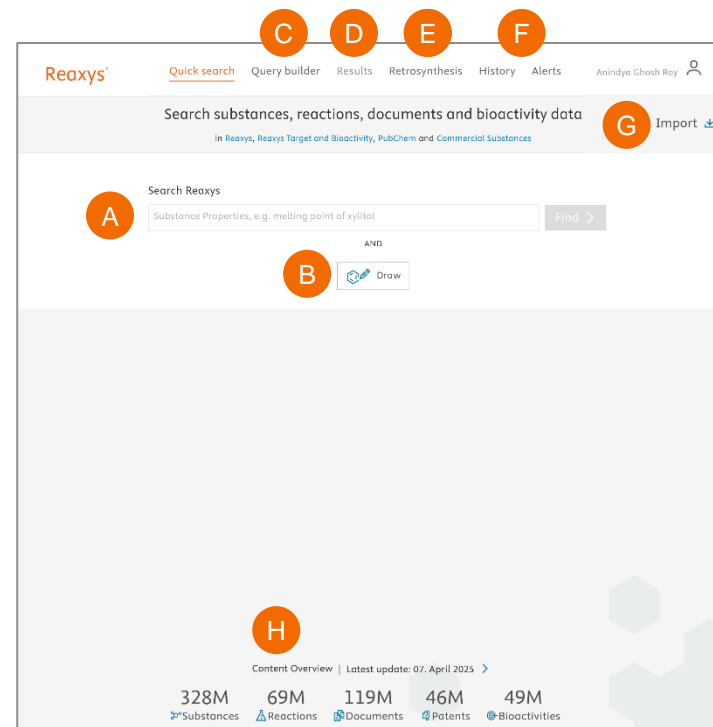 C D E F
Reaxys®
Quick search Query builder Results Retrosynthesis History Alerts Anindya Ghosh Roy
Search substances, reactions, documents and bioactivity data
G Import
in Reaxys, Reaxys Target and Bioactivity, PubChem and Commercial Substances
Search Reaxys
A Substance Properties, e.g. melting point of xylitol Find
AND
B Draw
H
Content Overview | Latest update: 07. April 2025
328M 69M 119M 46M 49M
Substances Reactions Documents Patents Bioactivities